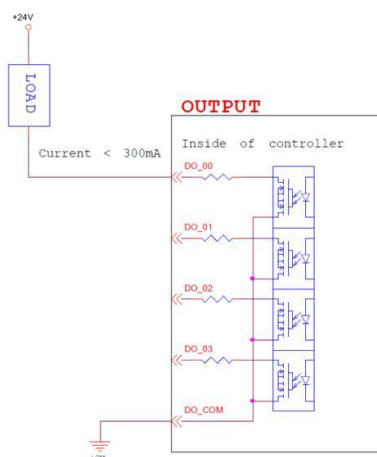 +24V
LOAD
OUTPUT
Current < 300mA
Inside of controller
DO_00
DO_01
DO_02
DO_03
DO_COM